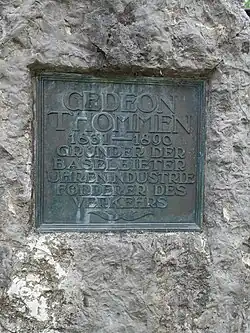 GEDEON
THOMMEN
1831–1890
GRÜNDER DER
BASELBIETER
UHRENINDUSTRIE
FÖRDERER DES
VERKEHRS